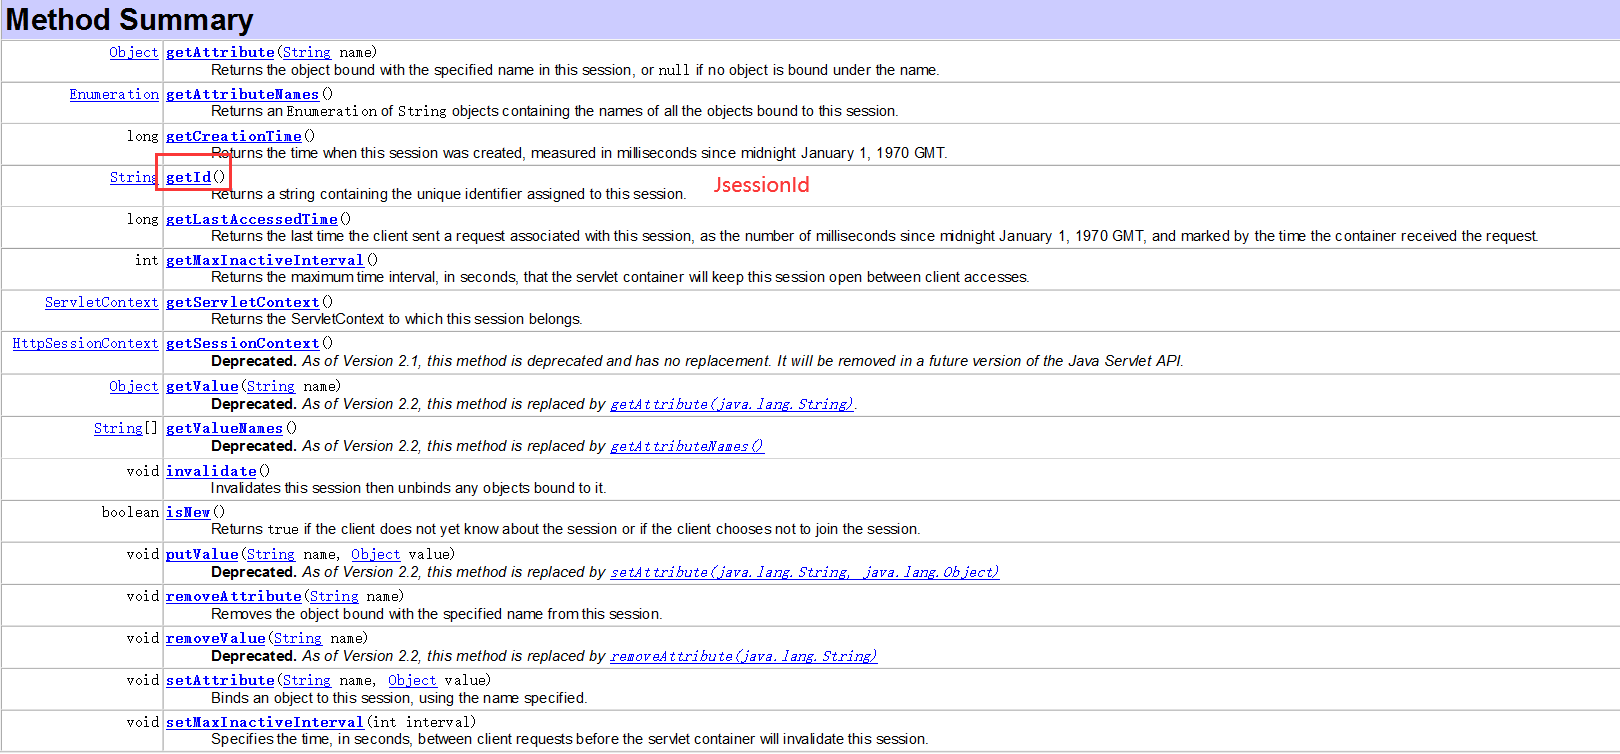 Method Summary
Object getAttribute(String name)
Returns the object bound with the specified name in this session, or null if no object is bound under the name.
Enumeration getAttributeNames()
Returns an Enumeration of String objects containing the names of all the objects bound to this session.
long getCreationTime()
Returns the time when this session was created, measured in milliseconds since midnight January 1, 1970 GMT.
String getId()
Returns a string containing the unique identifier assigned to this session.
JsessionId
long getLastAccessedTime()
Returns the last time the client sent a request associated with this session, as the number of milliseconds since midnight January 1, 1970 GMT, and marked by the time the container received the request.
int getMaxInactiveInterval()
Returns the maximum time interval, in seconds, that the servlet container will keep this session open between client accesses.
ServletContext getServletContext()
Returns the ServletContext to which this session belongs.
HttpSessionContext getSessionContext()
Deprecated. As of Version 2.1, this method is deprecated and has no replacement. It will be removed in a future version of the Java Servlet API.
Object getValue(String name)
Deprecated. As of Version 2.2, this method is replaced by getAttribute(java.lang.String).
String[] getValueNames()
Deprecated. As of Version 2.2, this method is replaced by getAttributeNames()
void invalidate()
Invalidates this session then unbinds any objects bound to it.
boolean isNew()
Returns true if the client does not yet know about the session or if the client chooses not to join the session.
void putValue(String name, Object value)
Deprecated. As of Version 2.2, this method is replaced by setAttribute(java.lang.String, java.lang.Object)
void removeAttribute(String name)
Removes the object bound with the specified name from this session.
void removeValue(String name)
Deprecated. As of Version 2.2, this method is replaced by removeAttribute(java.lang.String)
void setAttribute(String name, Object value)
Binds an object to this session, using the name specified.
void setMaxInactiveInterval(int interval)
Specifies the time, in seconds, between client requests before the servlet container will invalidate this session.